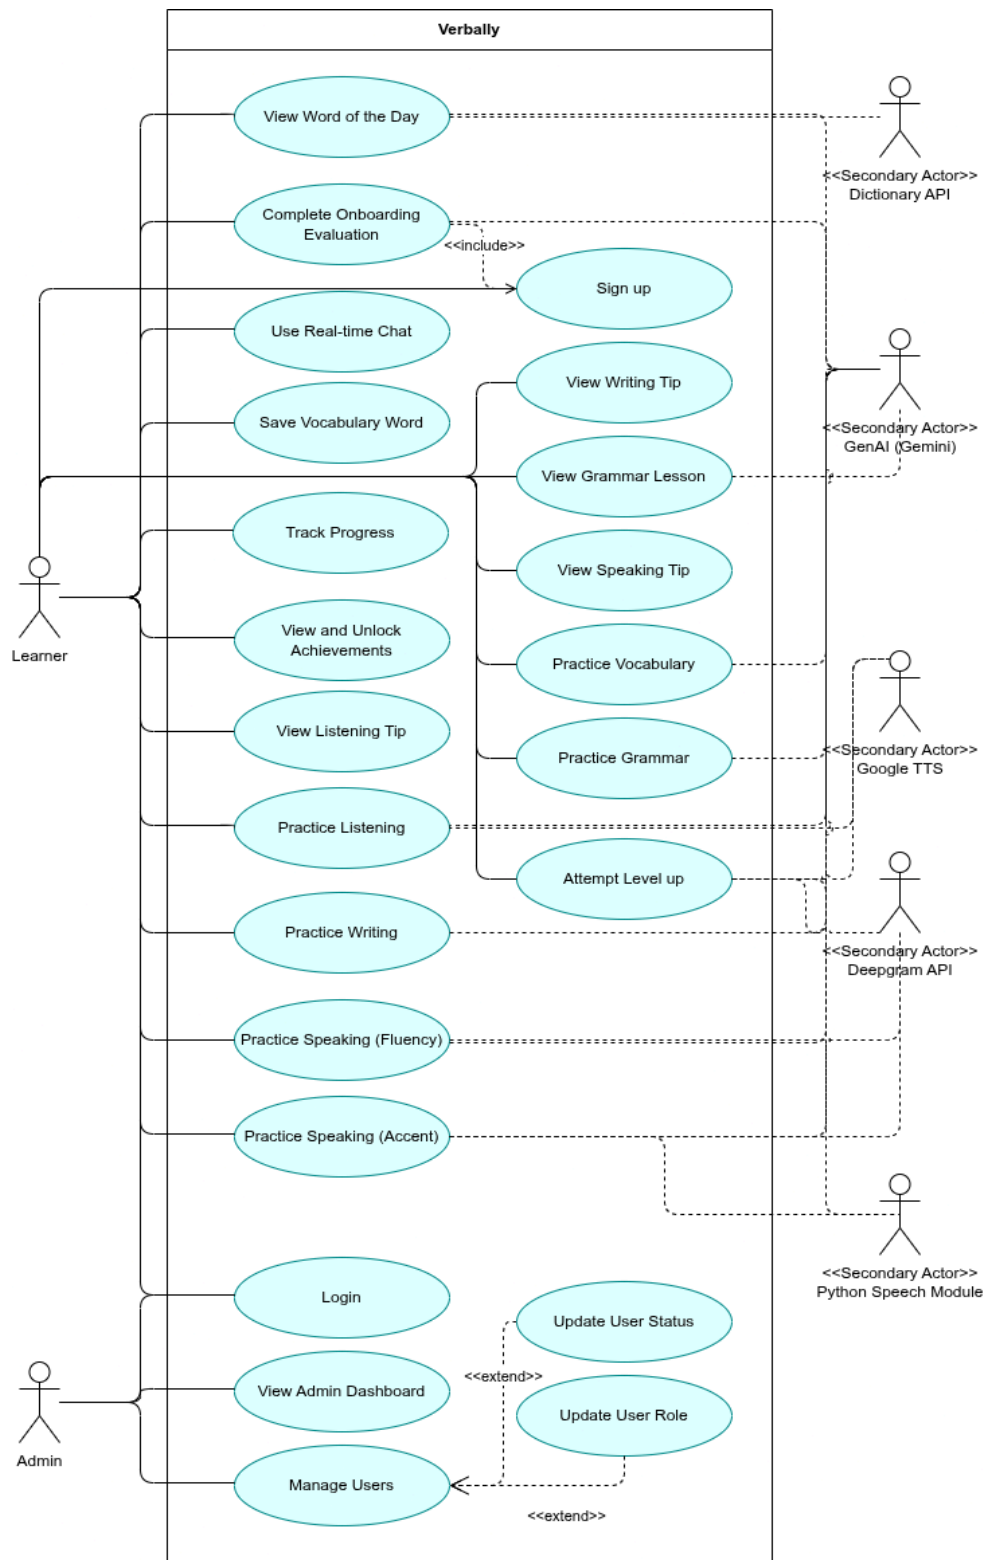 Verbally
View Word of the Day
<<Secondary Actor>>
Dictionary API
Complete Onboarding
Evaluation
<<include>>
Sign up
Use Real-time Chat
View Writing Tip
<<Secondary Actor>>
GenAI (Gemini)
Save Vocabulary Word
View Grammar Lesson
Track Progress
View Speaking Tip
Learner
View and Unlock
Achievements
Practice Vocabulary
View Listening Tip
Practice Grammar
<<Secondary Actor>>
Google TTS
Practice Listening
Attempt Level up
Practice Writing
<<Secondary Actor>>
Deepgram API
Practice Speaking (Fluency)
Practice Speaking (Accent)
<<Secondary Actor>>
Python Speech Module
Login
Update User Status
<<extend>>
View Admin Dashboard
Update User Role
Admin
Manage Users
<<extend>>